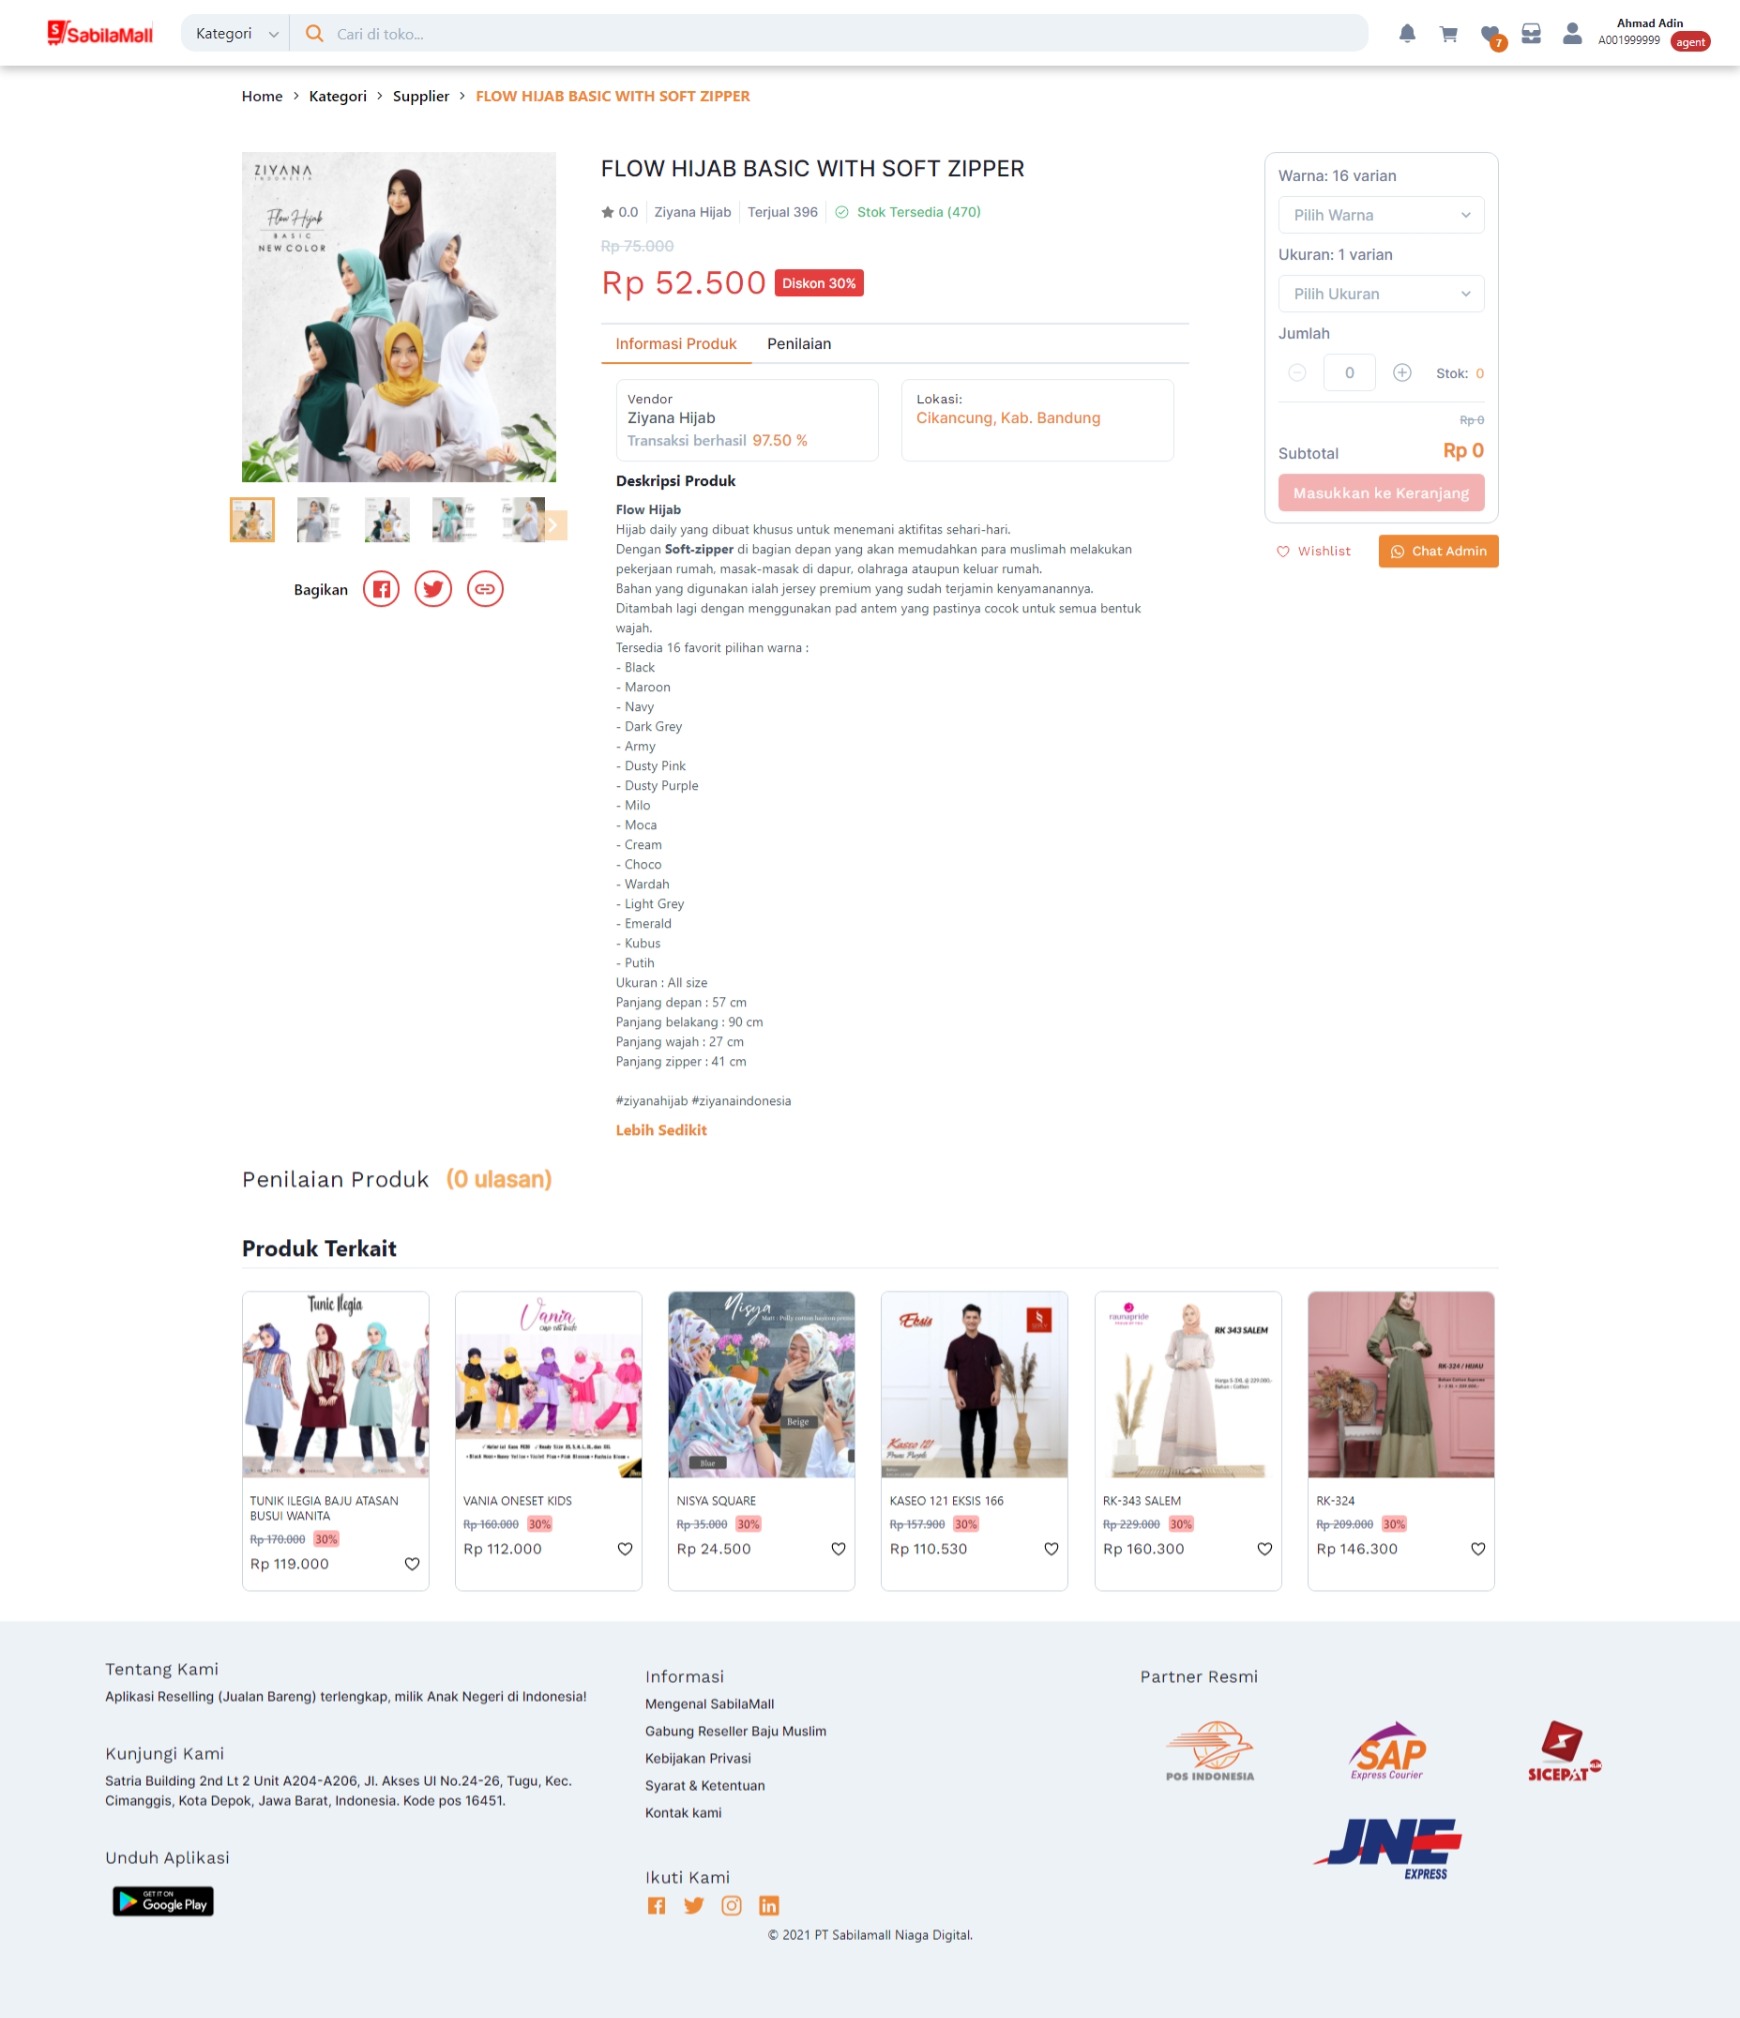 SabilaMall
Kategori
Cari di toko...
7
Ahmad Adin
A001999999 agent
Home > Kategori > Supplier > FLOW HIJAB BASIC WITH SOFT ZIPPER
ZIYANA
INDONESIA
Flow Hijab
BASIC
NEW COLOR
Bagikan
FLOW HIJAB BASIC WITH SOFT ZIPPER
0.0 Ziyana Hijab Terjual 396 Stok Tersedia (470)
Rp 75.000
Rp 52.500 Diskon 30%
Informasi Produk Penilaian
Vendor
Ziyana Hijab
Transaksi berhasil 97.50 %
Lokasi:
Cikancung, Kab. Bandung
Deskripsi Produk
Flow Hijab
Hijab daily yang dibuat khusus untuk menemani aktifitas sehari-hari.
Dengan Soft-zipper di bagian depan yang akan memudahkan para muslimah melakukan
pekerjaan rumah, masak-masak di dapur, olahraga ataupun keluar rumah.
Bahan yang digunakan ialah jersey premium yang sudah terjamin kenyamanannya.
Ditambah lagi dengan menggunakan pad antem yang pastinya cocok untuk semua bentuk
wajah.
Tersedia 16 favorit pilihan warna :
- Black
- Maroon
- Navy
- Dark Grey
- Army
- Dusty Pink
- Dusty Purple
- Milo
- Moca
- Cream
- Choco
- Wardah
- Light Grey
- Emerald
- Kubus
- Putih
Ukuran : All size
Panjang depan : 57 cm
Panjang belakang : 90 cm
Panjang wajah : 27 cm
Panjang zipper : 41 cm
#ziyanahijab #ziyanaindonesia
Lebih Sedikit
Warna: 16 varian
Pilih Warna
Ukuran: 1 varian
Pilih Ukuran
Jumlah
0
Stok: 0
Rp 0
Subtotal Rp 0
Masukkan ke Keranjang
Wishlist
Chat Admin
Penilaian Produk (0 ulasan)
Produk Terkait
Tunic Ilegia
TUNIK ILEGIA BAJU ATASAN
BUSUI WANITA
Rp 170.000 30%
Rp 119.000
Vania
VANIA ONESET KIDS
Rp 160.000 30%
Rp 112.000
Nisya
Beige
Blue
NISYA SQUARE
Rp 35.000 30%
Rp 24.500
Eksis
Kaseo 121
KASEO 121 EKSIS 166
Rp 157.900 30%
Rp 110.530
raunapride
RK 343 SALEM
RK-343 SALEM
Rp 229.000 30%
Rp 160.300
RK-324 / HIJAU
RK-324
Rp 209.000 30%
Rp 146.300
Tentang Kami
Aplikasi Reselling (Jualan Bareng) terlengkap, milik Anak Negeri di Indonesia!
Kunjungi Kami
Satria Building 2nd Lt 2 Unit A204-A206, Jl. Akses UI No.24-26, Tugu, Kec.
Cimanggis, Kota Depok, Jawa Barat, Indonesia. Kode pos 16451.
Unduh Aplikasi
GET IT ON
Google Play
Informasi
Mengenal SabilaMall
Gabung Reseller Baju Muslim
Kebijakan Privasi
Syarat & Ketentuan
Kontak kami
Ikuti Kami
Partner Resmi
POS INDONESIA
SAP
Express Courier
SICEPAT
JNE
EXPRESS
© 2021 PT Sabilamall Niaga Digital.